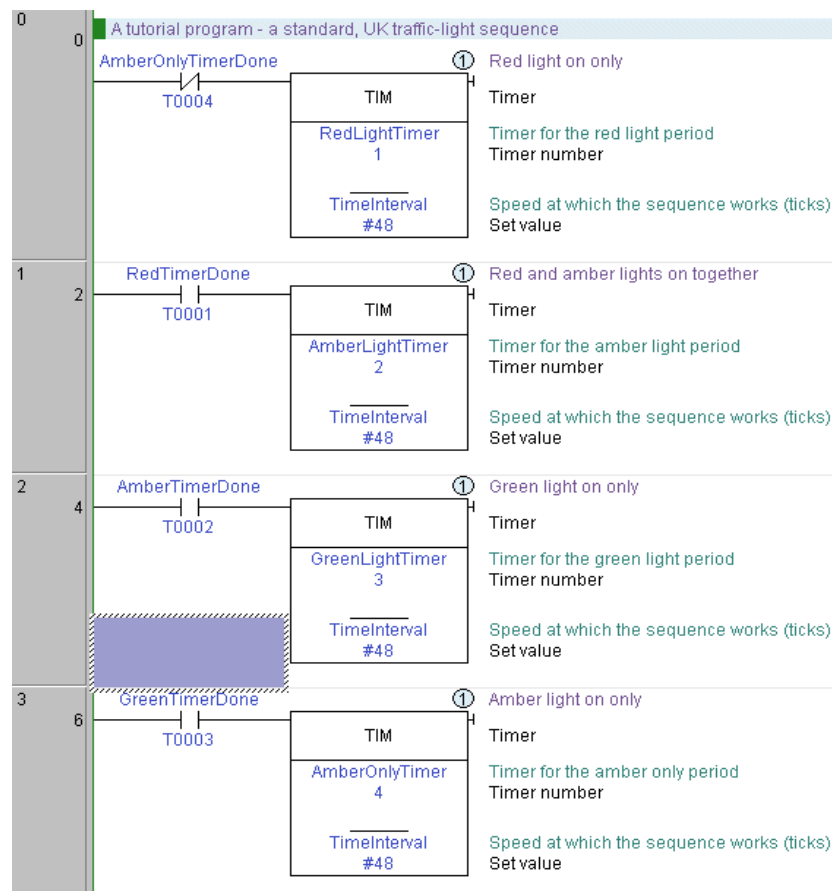 0
0
A tutorial program - a standard, UK traffic-light sequence
AmberOnlyTimerDone
T0004
1
Red light on only
TIM
Timer
RedLightTimer
Timer for the red light period
1
Timer number
TimeInterval
Speed at which the sequence works (ticks)
#48
Set value
1
2
RedTimerDone
T0001
1
Red and amber lights on together
TIM
Timer
AmberLightTimer
Timer for the amber light period
2
Timer number
TimeInterval
Speed at which the sequence works (ticks)
#48
Set value
2
4
AmberTimerDone
T0002
1
Green light on only
TIM
Timer
GreenLightTimer
Timer for the green light period
3
Timer number
TimeInterval
Speed at which the sequence works (ticks)
#48
Set value
3
6
GreenTimerDone
T0003
1
Amber light on only
TIM
Timer
AmberOnlyTimer
Timer for the amber only period
4
Timer number
TimeInterval
Speed at which the sequence works (ticks)
#48
Set value